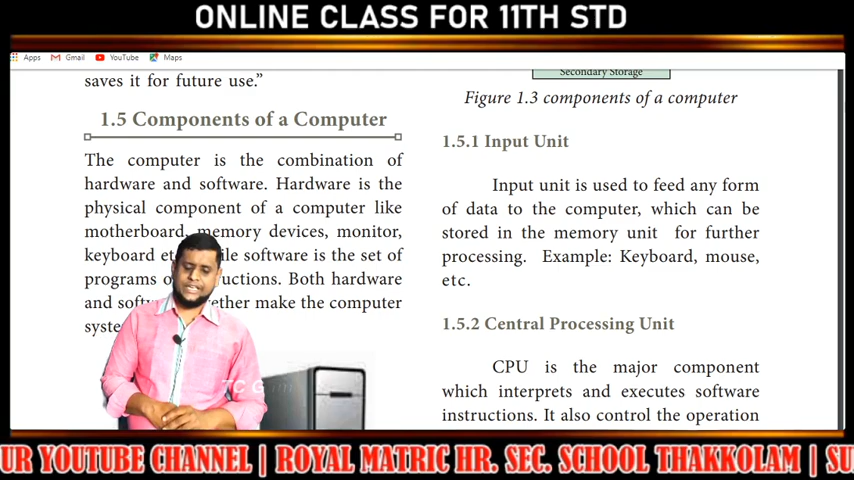 ONLINE CLASS FOR 11TH STD
Apps Gmail YouTube Maps
saves it for future use.”
1.5 Components of a Computer
The computer is the combination of
hardware and software. Hardware is the
physical component of a computer like
motherboard, memory devices, monitor,
keyboard software is the set of
programs Both hardware
and make the computer
Secondary Storage
Figure 1.3 components of a computer
1.5.1 Input Unit
Input unit is used to feed any form
of data to the computer, which can be
stored in the memory unit for further
processing. Example: Keyboard, mouse,
etc.
1.5.2 Central Processing Unit
CPU is the major component
which interprets and executes software
instructions. It also control the operation
UR YOUTUBE CHANNEL | ROYAL MATRIC HR. SEC. SCHOOL THAKKOLAM |